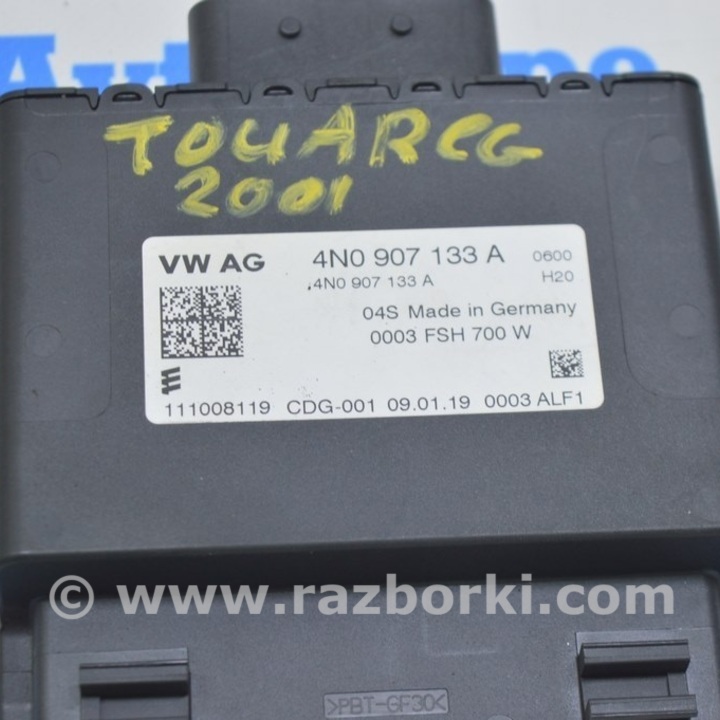 TOUAREG
2001
VW AG 4N0 907 133 A 0600
.4N0 907 133 A H20
04S Made in Germany
0003 FSH 700 W
111008119 CDG-001 09.01.19 0003 ALF1
© www.razborki.com
>PBT-GF30<